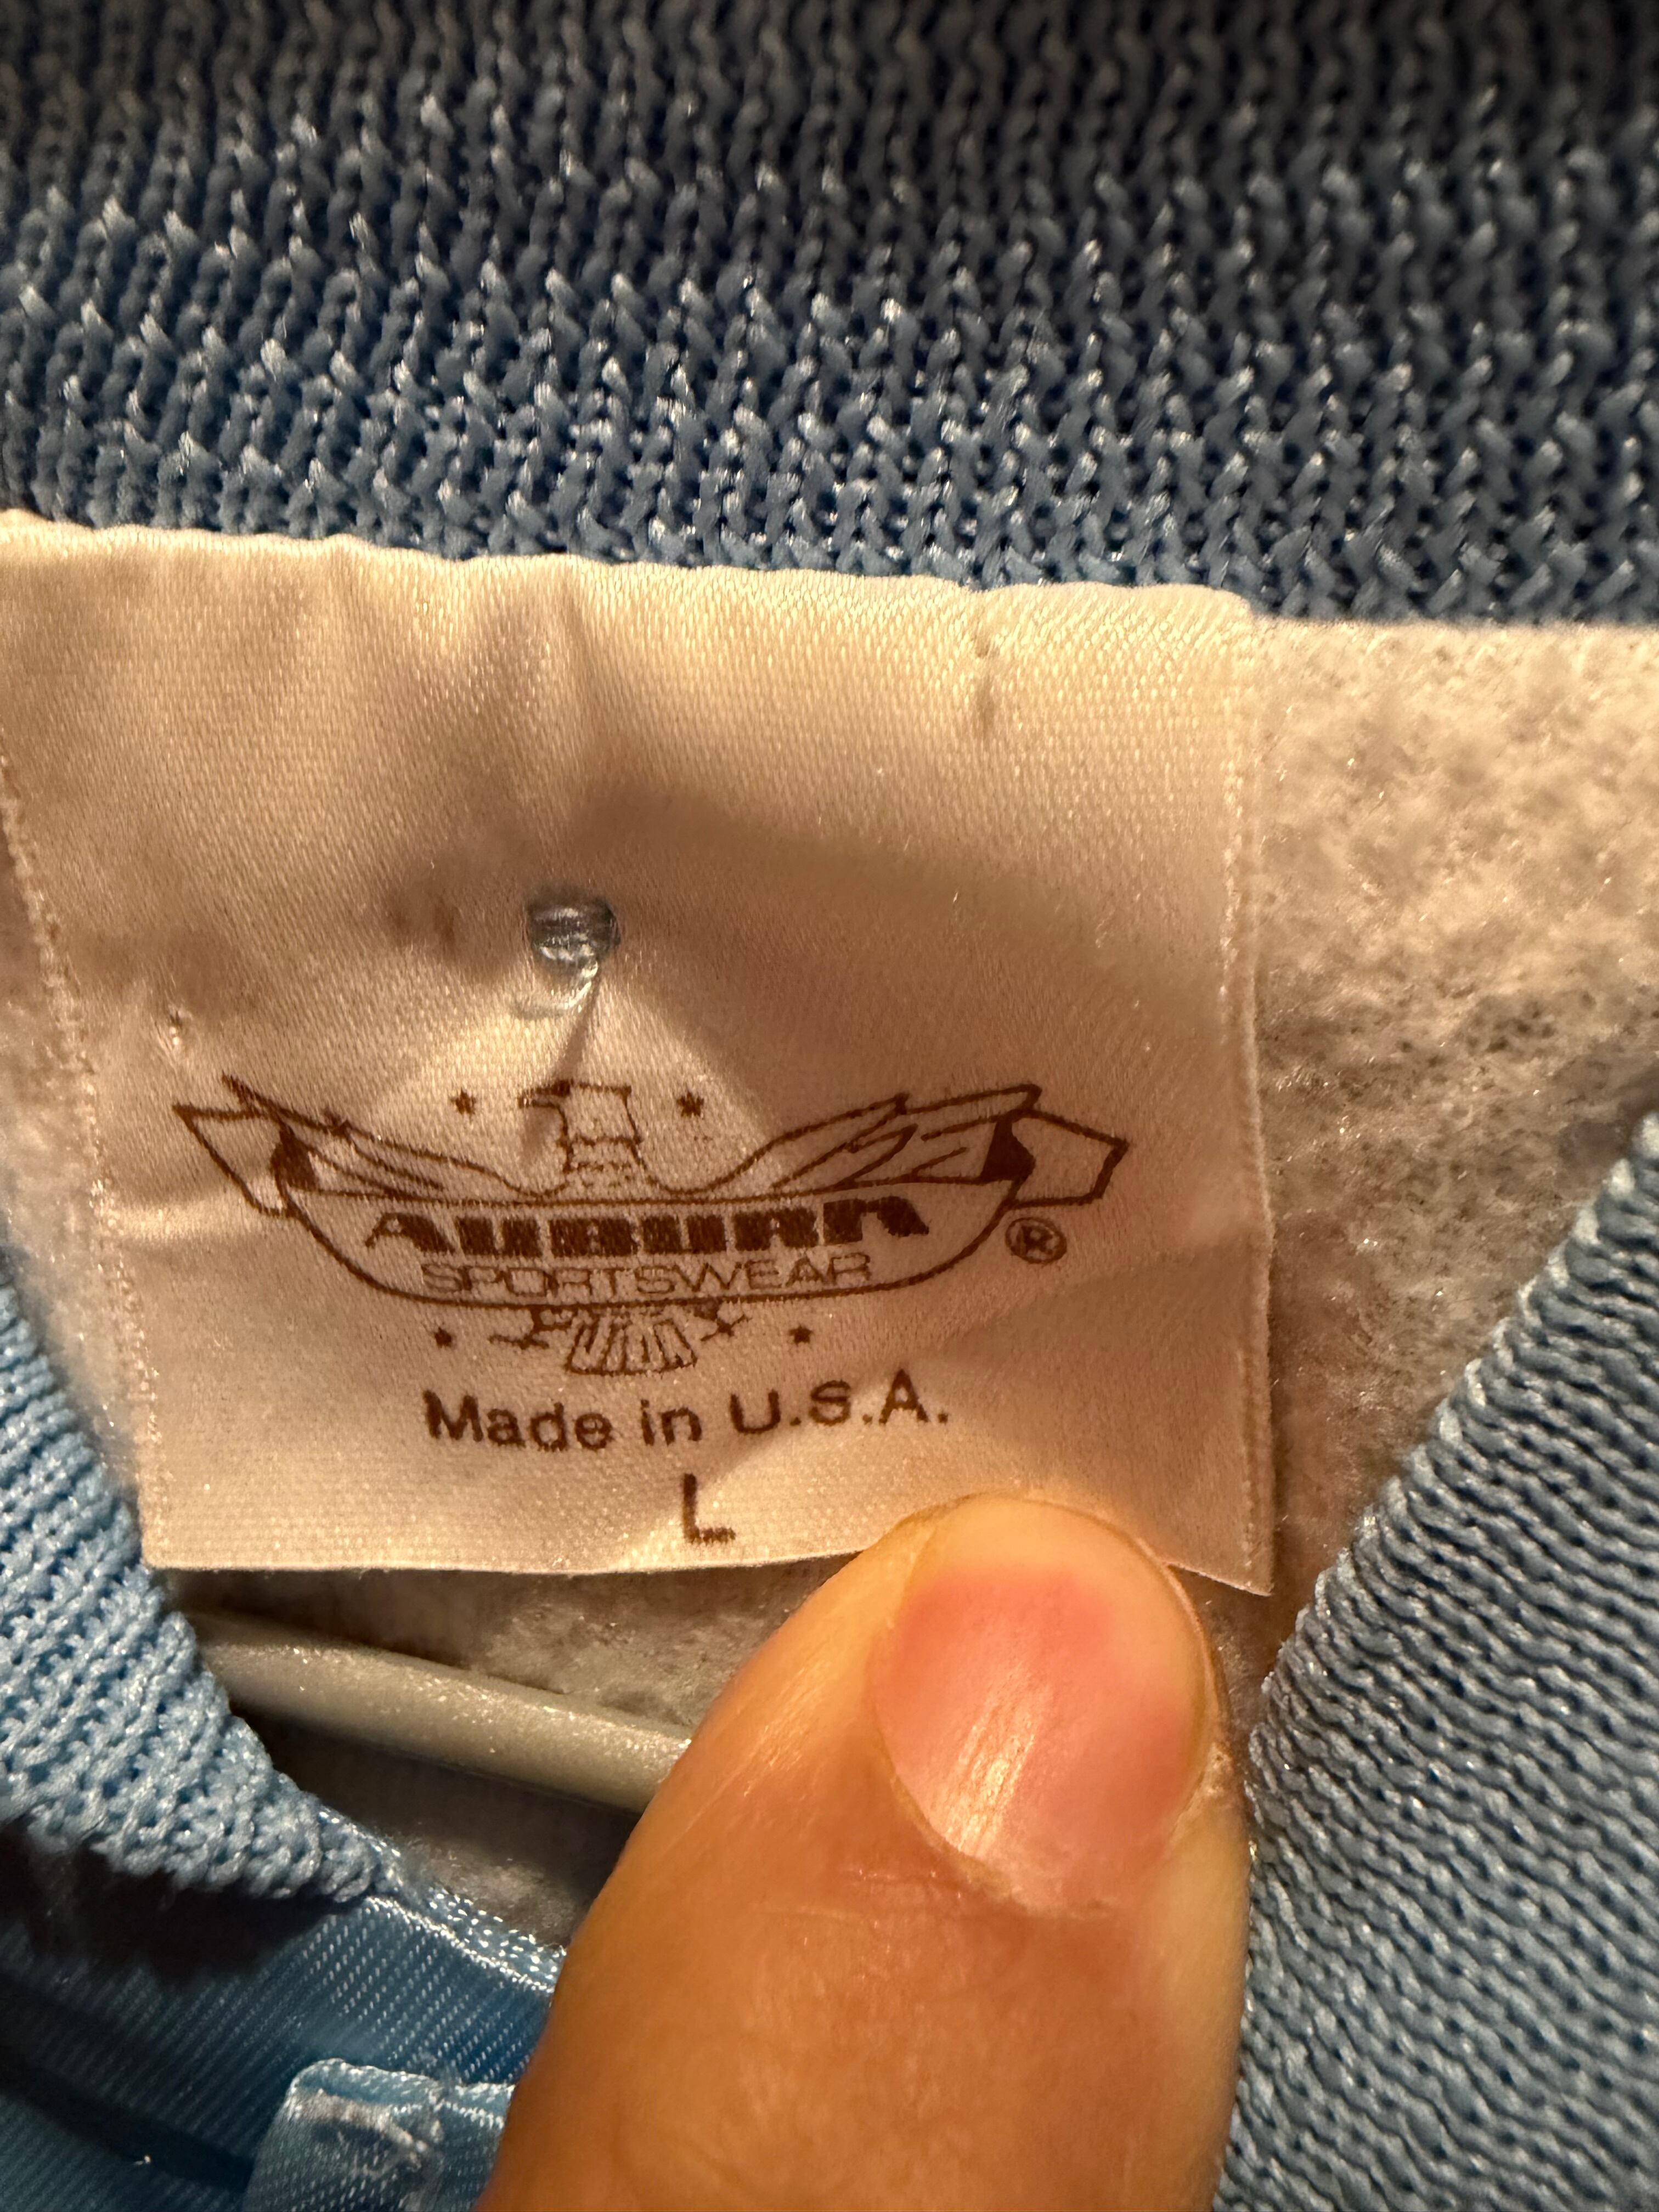 AUBURN
SPORTSWEAR
®
Made in U.S.A.
L